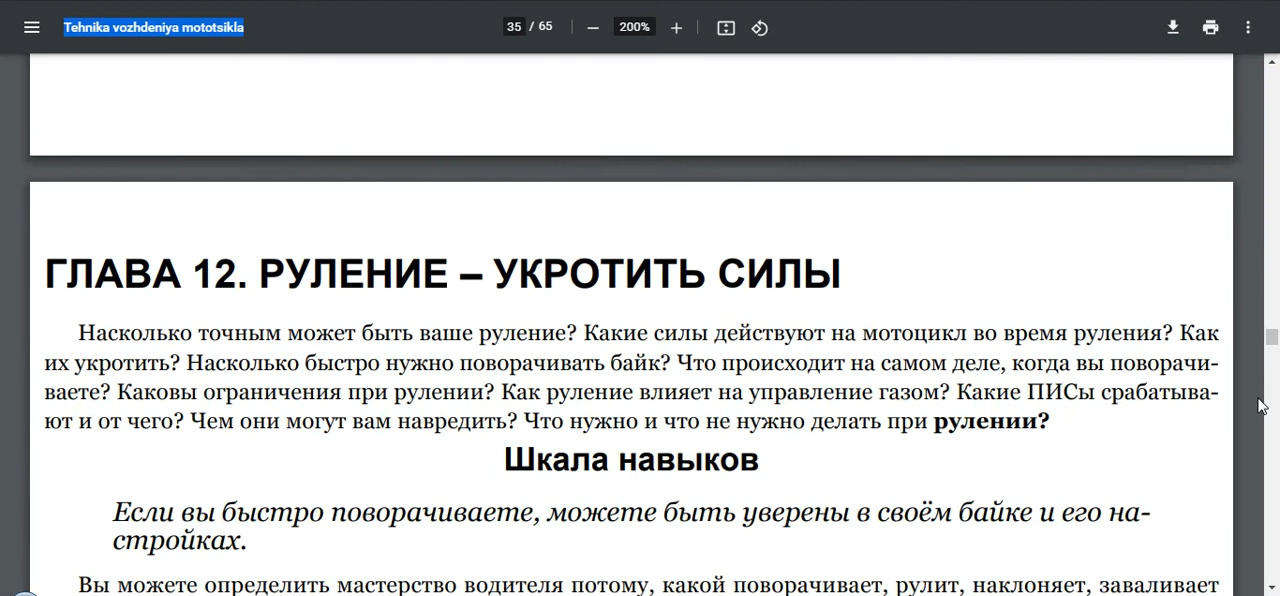 Tehnika vozhdeniya mototsikla
35 / 65
200%
ГЛАВА 12. РУЛЕНИЕ – УКРОТИТЬ СИЛЫ
Насколько точным может быть ваше руление? Какие силы действуют на мотоцикл во время руления? Как
их укротить? Насколько быстро нужно поворачивать байк? Что происходит на самом деле, когда вы поворачи-
ваете? Каковы ограничения при рулении? Как руление влияет на управление газом? Какие ПИСы срабатыва-
ют и от чего? Чем они могут вам навредить? Что нужно и что не нужно делать при рулении?
Шкала навыков
Если вы быстро поворачиваете, можете быть уверены в своём байке и его на-
стройках.
Вы можете определить мастерство водителя потому, какой поворачивает, рулит, наклоняет, заваливает